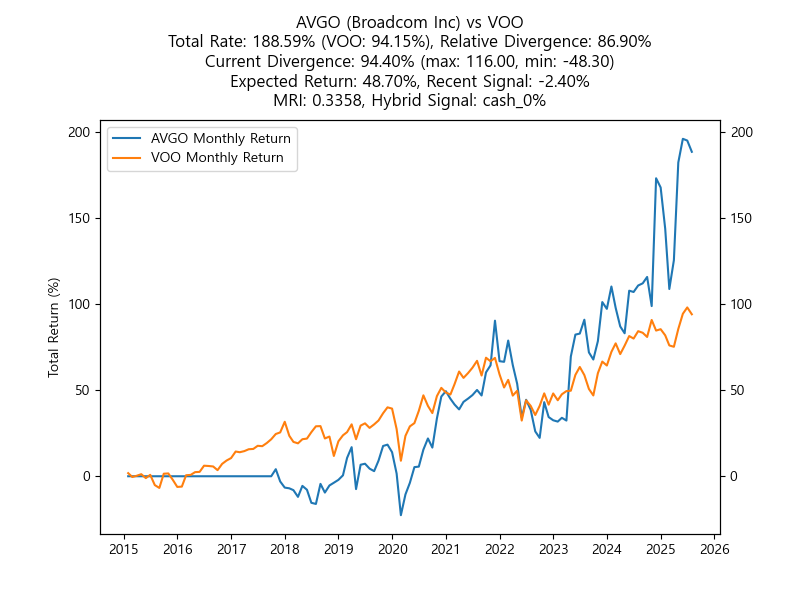 AVGO (Broadcom Inc) vs VOO
Total Rate: 188.59% (VOO: 94.15%), Relative Divergence: 86.90%
Current Divergence: 94.40% (max: 116.00, min: -48.30)
Expected Return: 48.70%, Recent Signal: -2.40%
MRI: 0.3358, Hybrid Signal: cash_0%
AVGO Monthly Return
VOO Monthly Return
Total Return (%)
200
150
100
50
0
200
150
100
50
0
2015 2016 2017 2018 2019 2020 2021 2022 2023 2024 2025 2026